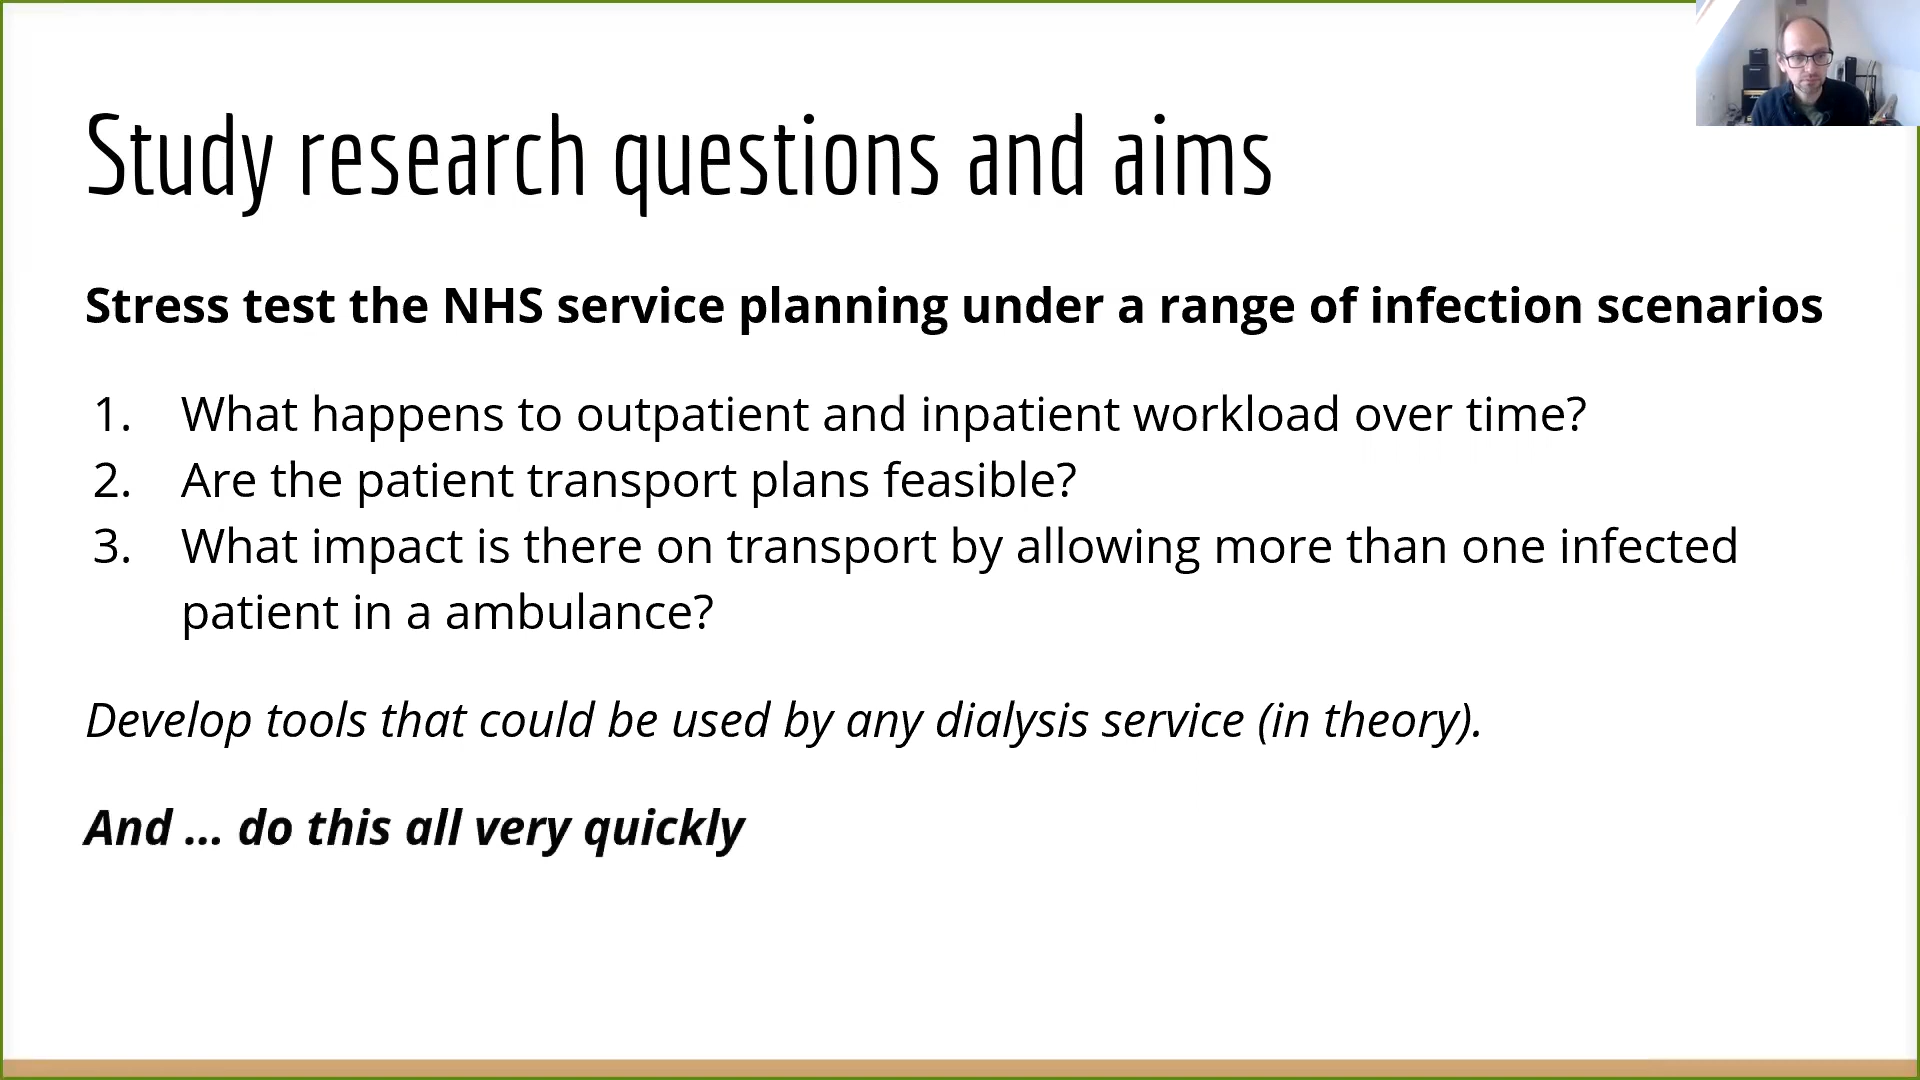 Study research questions and aims
Stress test the NHS service planning under a range of infection scenarios
1. What happens to outpatient and inpatient workload over time?
2. Are the patient transport plans feasible?
3. What impact is there on transport by allowing more than one infected
patient in a ambulance?
Develop tools that could be used by any dialysis service (in theory).
And ... do this all very quickly